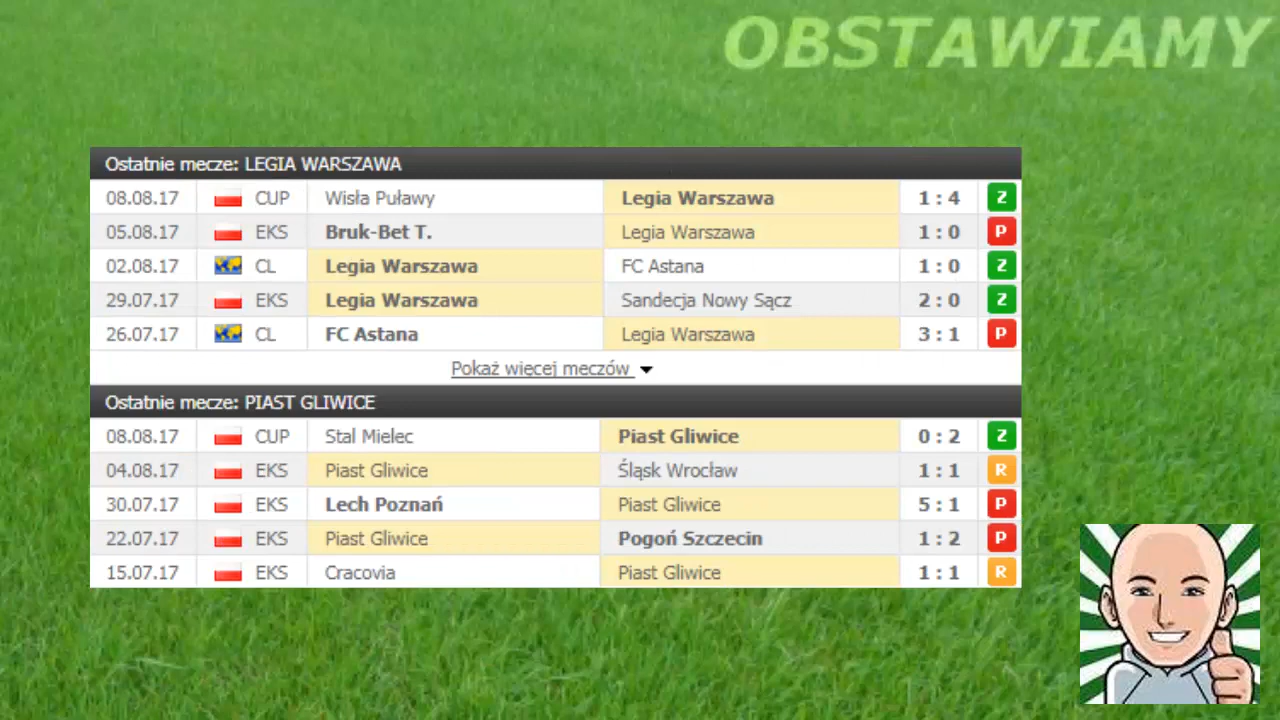 OBSTAWIAMY
Ostatnie mecze: LEGIA WARSZAWA
08.08.17 CUP Wisła Puławy Legia Warszawa 1 : 4 Z
05.08.17 EKS Bruk-Bet T. Legia Warszawa 1 : 0 P
02.08.17 CL Legia Warszawa FC Astana 1 : 0 Z
29.07.17 EKS Legia Warszawa Sandecja Nowy Sącz 2 : 0 Z
26.07.17 CL FC Astana Legia Warszawa 3 : 1 P
Pokaż więcej meczów
Ostatnie mecze: PIAST GLIWICE
08.08.17 CUP Stal Mielec Piast Gliwice 0 : 2 Z
04.08.17 EKS Piast Gliwice Śląsk Wrocław 1 : 1 R
30.07.17 EKS Lech Poznań Piast Gliwice 5 : 1 P
22.07.17 EKS Piast Gliwice Pogoń Szczecin 1 : 2 P
15.07.17 EKS Cracovia Piast Gliwice 1 : 1 R